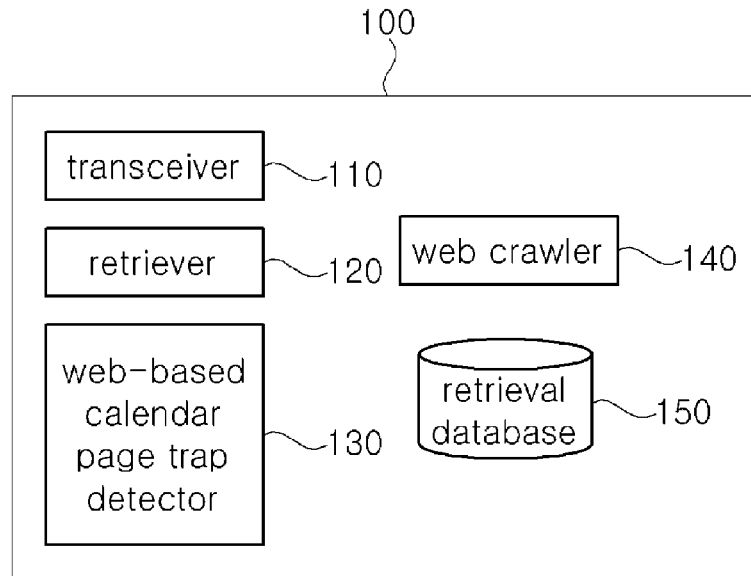 100
transceiver
110
retriever
120
web-based
calendar
page trap
detector
130
web crawler
140
retrieval
database
150